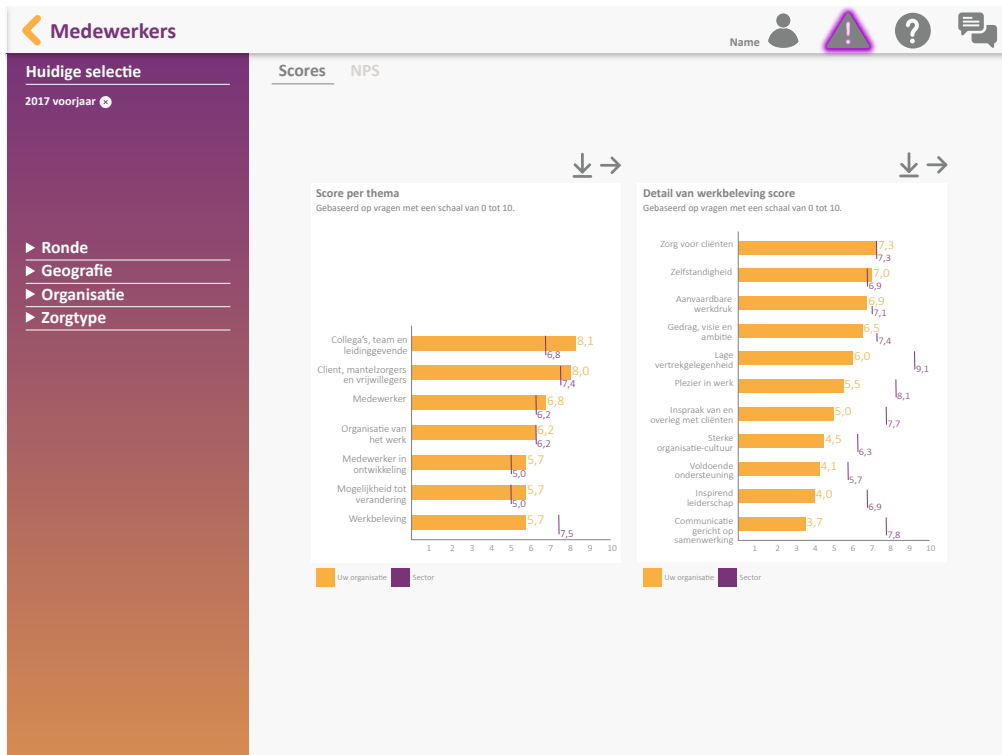 Medewerkers
Name
Huidige selectie
2017 voorjaar
Ronde
Geografie
Organisatie
Zorgtype
Scores NPS
Score per thema
Gebaseerd op vragen met een schaal van 0 tot 10.
Collega's, team en
leidinggevende
8,1
6,8
Client, mantelzorgers
en vrijwillegers
8,0
7,4
Medewerker
6,8
6,2
Organisatie van
het werk
6,2
6,2
Medewerker in
ontwikkeling
5,7
5,0
Mogelijkheid tot
verandering
5,7
5,0
Werkbeleving
5,7
7,5
1 2 3 4 5 6 7 8 9 10
Uw organisatie Sector
Detail van werkbeleving score
Gebaseerd op vragen met een schaal van 0 tot 10.
Zorg voor cliënten
7,3
7,3
Zelfstandigheid
7,0
6,9
Aanvaardbare
werkdruk
6,9
7,1
Gedrag, visie en
ambitie
6,5
7,4
Lage
vertrekgelegenheid
6,0
9,1
Plezier in werk
5,5
8,1
Inspraak van en
overleg met cliënten
5,0
7,7
Sterke
organisatie-cultuur
4,5
6,3
Voldoende
ondersteuning
4,1
5,7
Inspirend
leiderschap
4,0
6,9
Communicatie
gericht op
samenwerking
3,7
7,8
1 2 3 4 5 6 7 8 9 10
Uw organisatie Sector